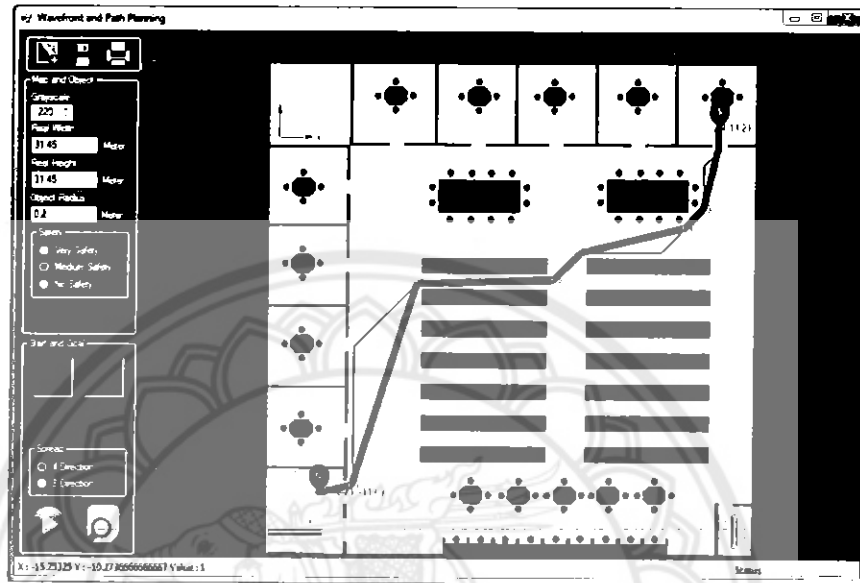 Wavefront and Path Planning
Map and Object
Greyscale
220
Real Width
31.45 Meter
Real Height
31.45 Meter
Object Radius
0.2 Meter
Safety
Very Safety
Medium Safety
No Safety
Start and Goal
Spread
4 Direction
8 Direction
Status